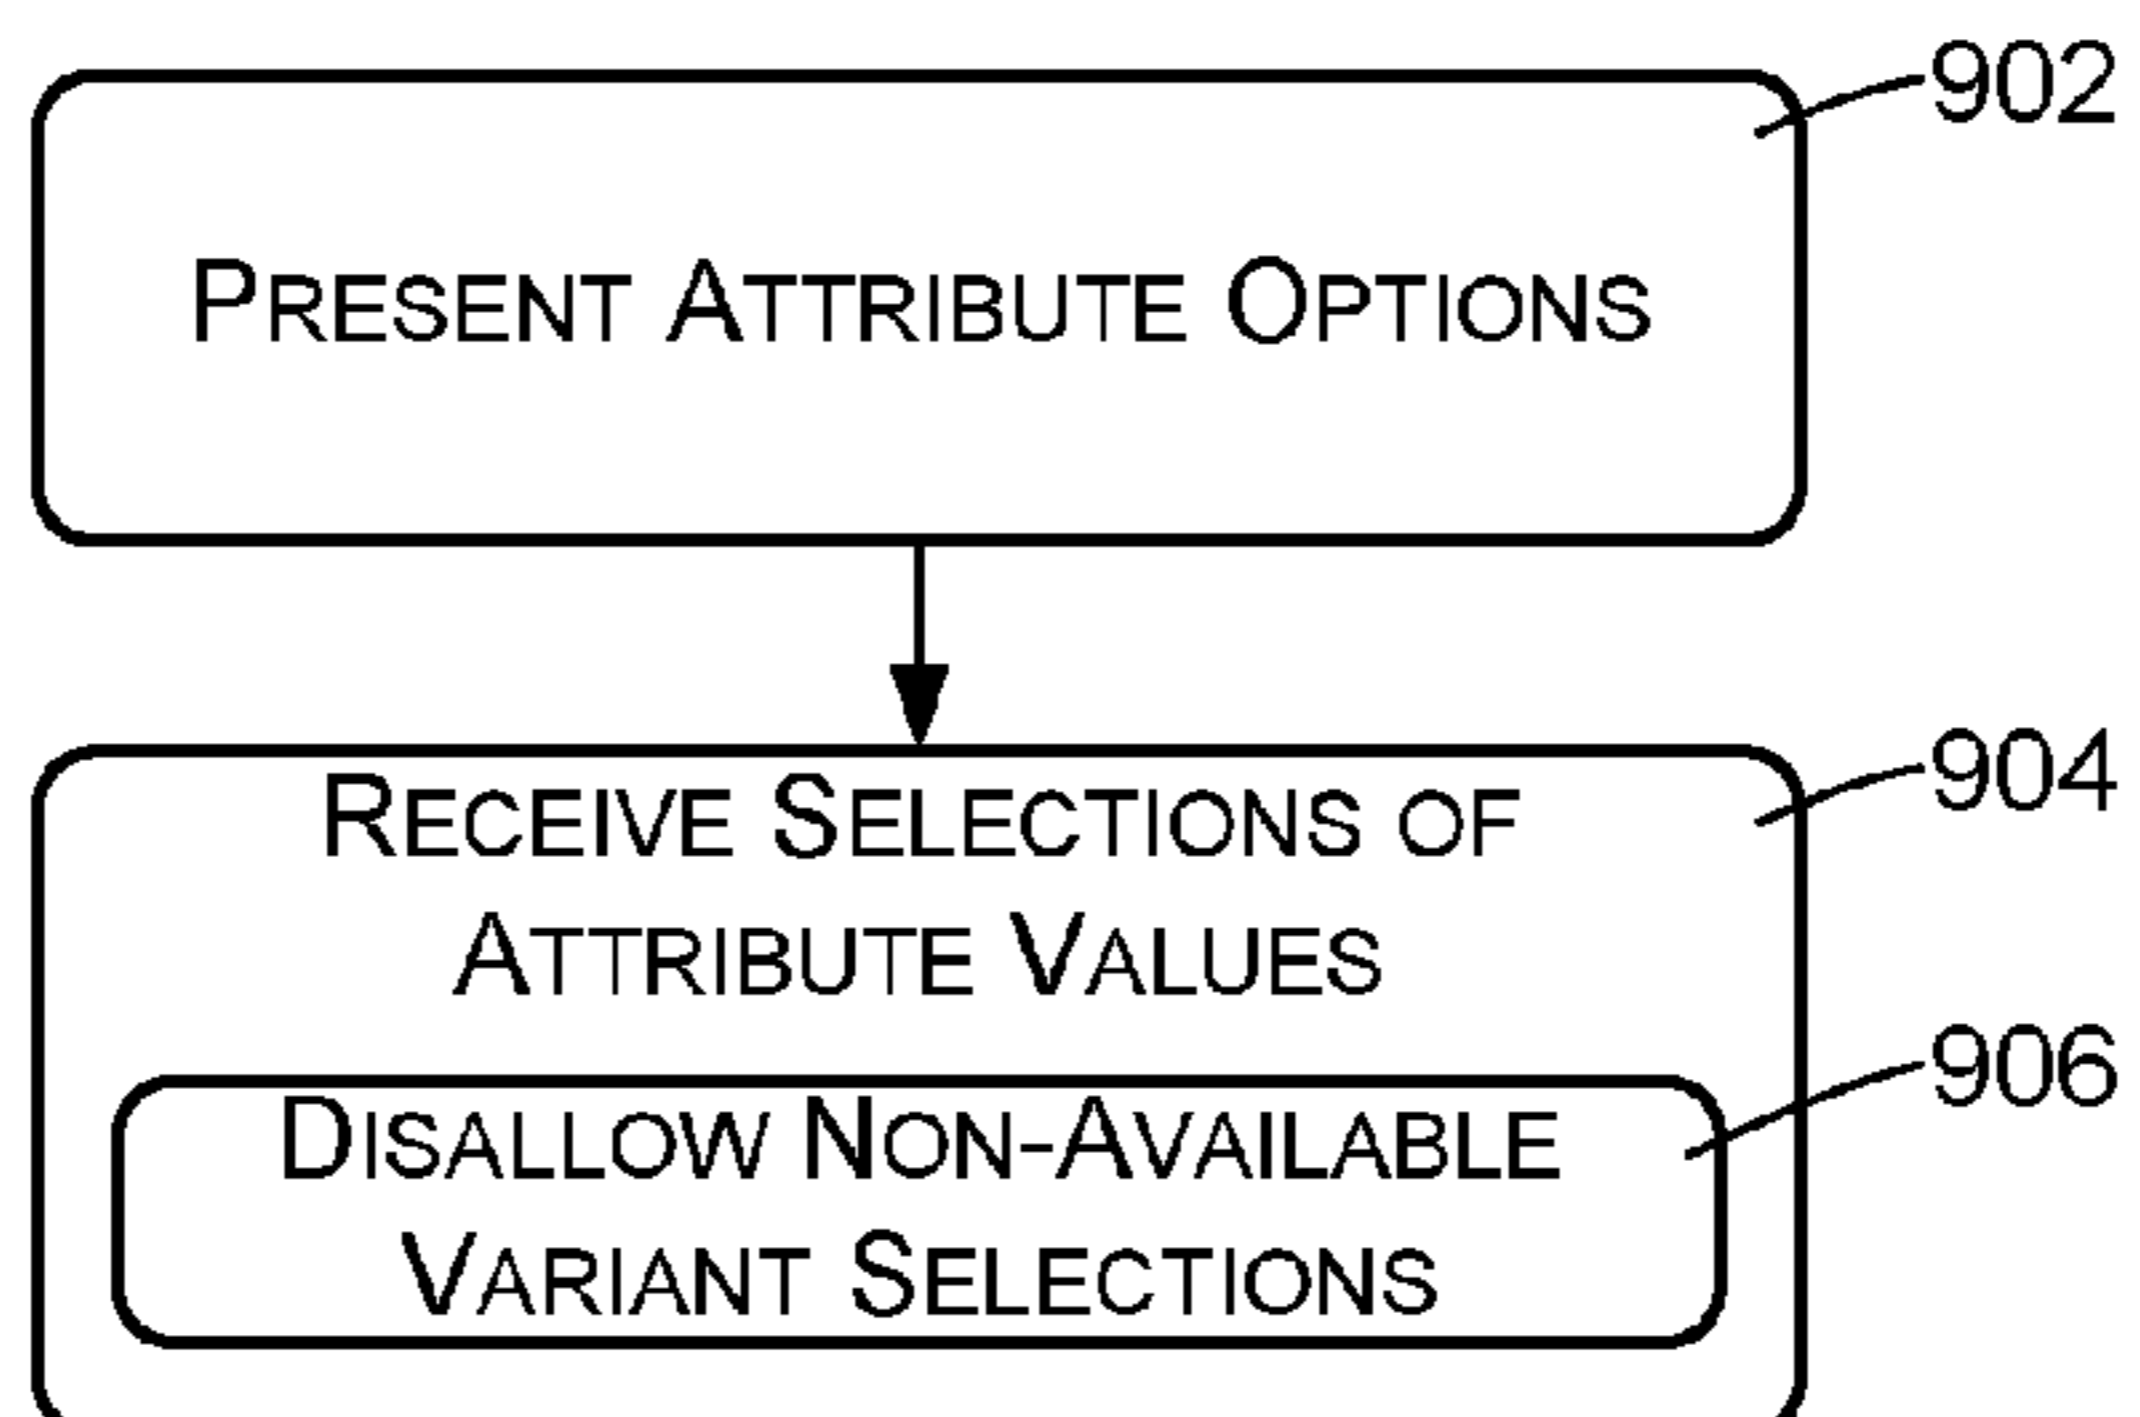 902
PRESENT ATTRIBUTE OPTIONS
904
RECEIVE SELECTIONS OF
ATTRIBUTE VALUES
906
DISALLOW NON-AVAILABLE
VARIANT SELECTIONS